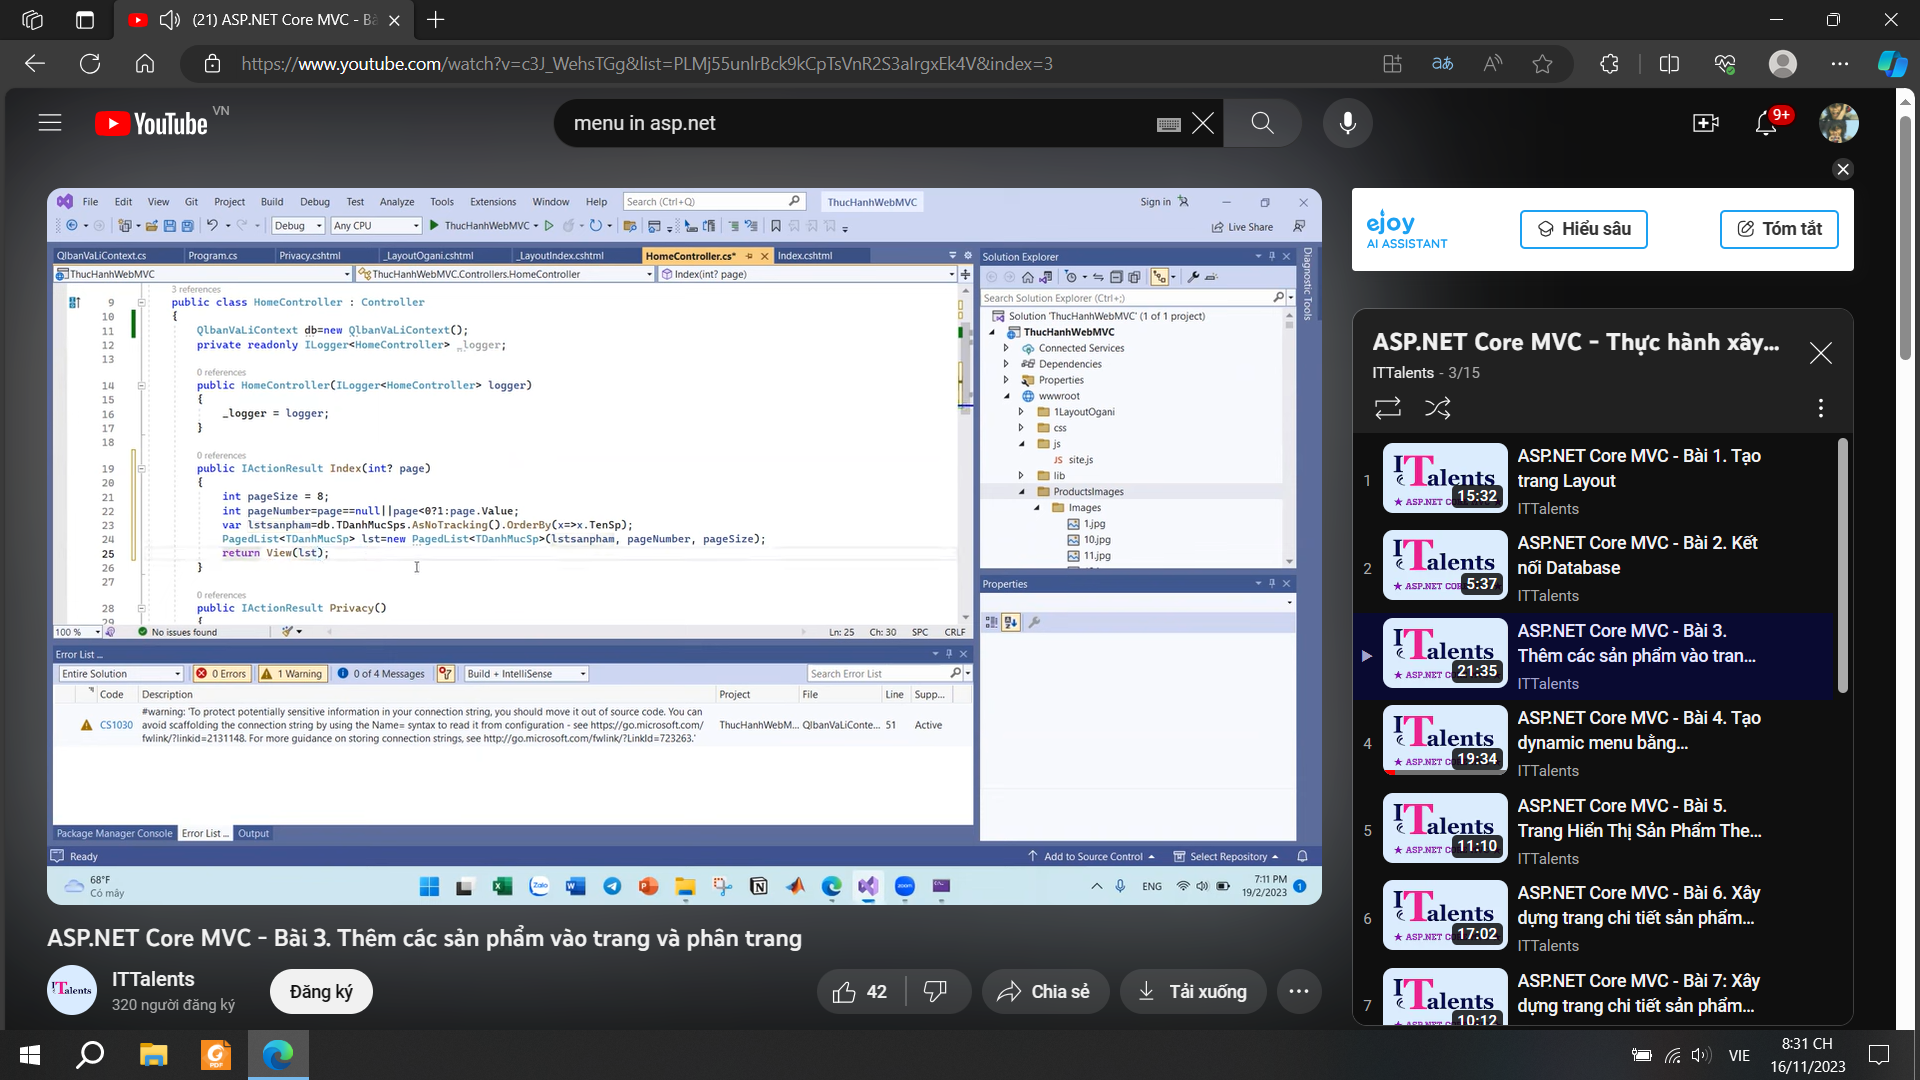 (21) ASP.NET Core MVC - Bà
https://www.youtube.com/watch?v=c3J_WehsTGg&list=PLMj55unlrBck9kCpTsVnR2S3aIrgxEk4V&index=3
YouTube VN
menu in asp.net
9+
File Edit View Git Project Build Debug Test Analyze Tools Extensions Window Help Search (Ctrl+Q) ThucHanhWebMVC Sign in
Debug Any CPU ThucHanhWebMVC Live Share
QlbanVaLiContext.cs Program.cs Privacy.cshtml _LayoutOgani.cshtml _LayoutIndex.cshtml HomeController.cs* Index.cshtml
ThucHanhWebMVC ThucHanhWebMVC.Controllers.HomeController Index(int? page)
3 references
9 public class HomeController : Controller
10 {
11 QlbanVaLiContext db=new QlbanVaLiContext();
12 private readonly ILogger<HomeController> _logger;
13
0 references
14 public HomeController(ILogger<HomeController> logger)
15 {
16 _logger = logger;
17 }
18
0 references
19 public IActionResult Index(int? page)
20 {
21 int pageSize = 8;
22 int pageNumber=page==null||page<0?1:page.Value;
23 var lstsanpham=db.TDanhMucSps.AsNoTracking().OrderBy(x=>x.TenSp);
24 PagedList<TDanhMucSp> lst=new PagedList<TDanhMucSp>(lstsanpham, pageNumber, pageSize);
25 return View(lst);
26 }
27
0 references
28 public IActionResult Privacy()
29 {
100 % No issues found Ln: 25 Ch: 30 SPC CRLF
Error List ...
Entire Solution 0 Errors 1 Warning 0 of 4 Messages Build + IntelliSense Search Error List
Code Description Project File Line Supp...
CS1030 #warning: 'To protect potentially sensitive information in your connection string, you should move it out of source code. You can
avoid scaffolding the connection string by using the Name= syntax to read it from configuration - see https://go.microsoft.com/
fwlink/?linkid=2131148. For more guidance on storing connection strings, see http://go.microsoft.com/fwlink/?LinkId=723263.'
ThucHanhWebM... QlbanVaLiConte... 51 Active
Package Manager Console Error List ... Output
Ready Add to Source Control Select Repository
Solution Explorer
Search Solution Explorer (Ctrl+;)
Solution 'ThucHanhWebMVC' (1 of 1 project)
ThucHanhWebMVC
Connected Services
Dependencies
Properties
wwwroot
1LayoutOgani
css
js
JS site.js
lib
ProductsImages
Images
1.jpg
10.jpg
11.jpg
Properties
Diagnostic Tools
68°F
Có mây
Zalo
zoom
ENG
7:11 PM
19/2/2023
1
ASP.NET Core MVC - Bài 3. Thêm các sản phẩm vào trang và phân trang
ITTalents
ITTalents
320 người đăng ký
Đăng ký
42
Chia sẻ
Tải xuống
ejoy
AI ASSISTANT
Hiểu sâu
Tóm tắt
ASP.NET Core MVC - Thực hành xây...
ITTalents - 3/15
1
ITTalents
15:32
ASP.NET Core MVC - Bài 1. Tạo
trang Layout
ITTalents
2
ITTalents
5:37
ASP.NET Core MVC - Bài 2. Kết
nối Database
ITTalents
ITTalents
21:35
ASP.NET Core MVC - Bài 3.
Thêm các sản phẩm vào tran...
ITTalents
4
ITTalents
19:34
ASP.NET Core MVC - Bài 4. Tạo
dynamic menu bằng...
ITTalents
5
ITTalents
11:10
ASP.NET Core MVC - Bài 5.
Trang Hiển Thị Sản Phẩm The...
ITTalents
6
ITTalents
17:02
ASP.NET Core MVC - Bài 6. Xây
dựng trang chi tiết sản phẩm...
ITTalents
7
ITTalents
10:12
ASP.NET Core MVC - Bài 7: Xây
dựng trang chi tiết sản phẩm...
PDF
VIE
8:31 CH
16/11/2023